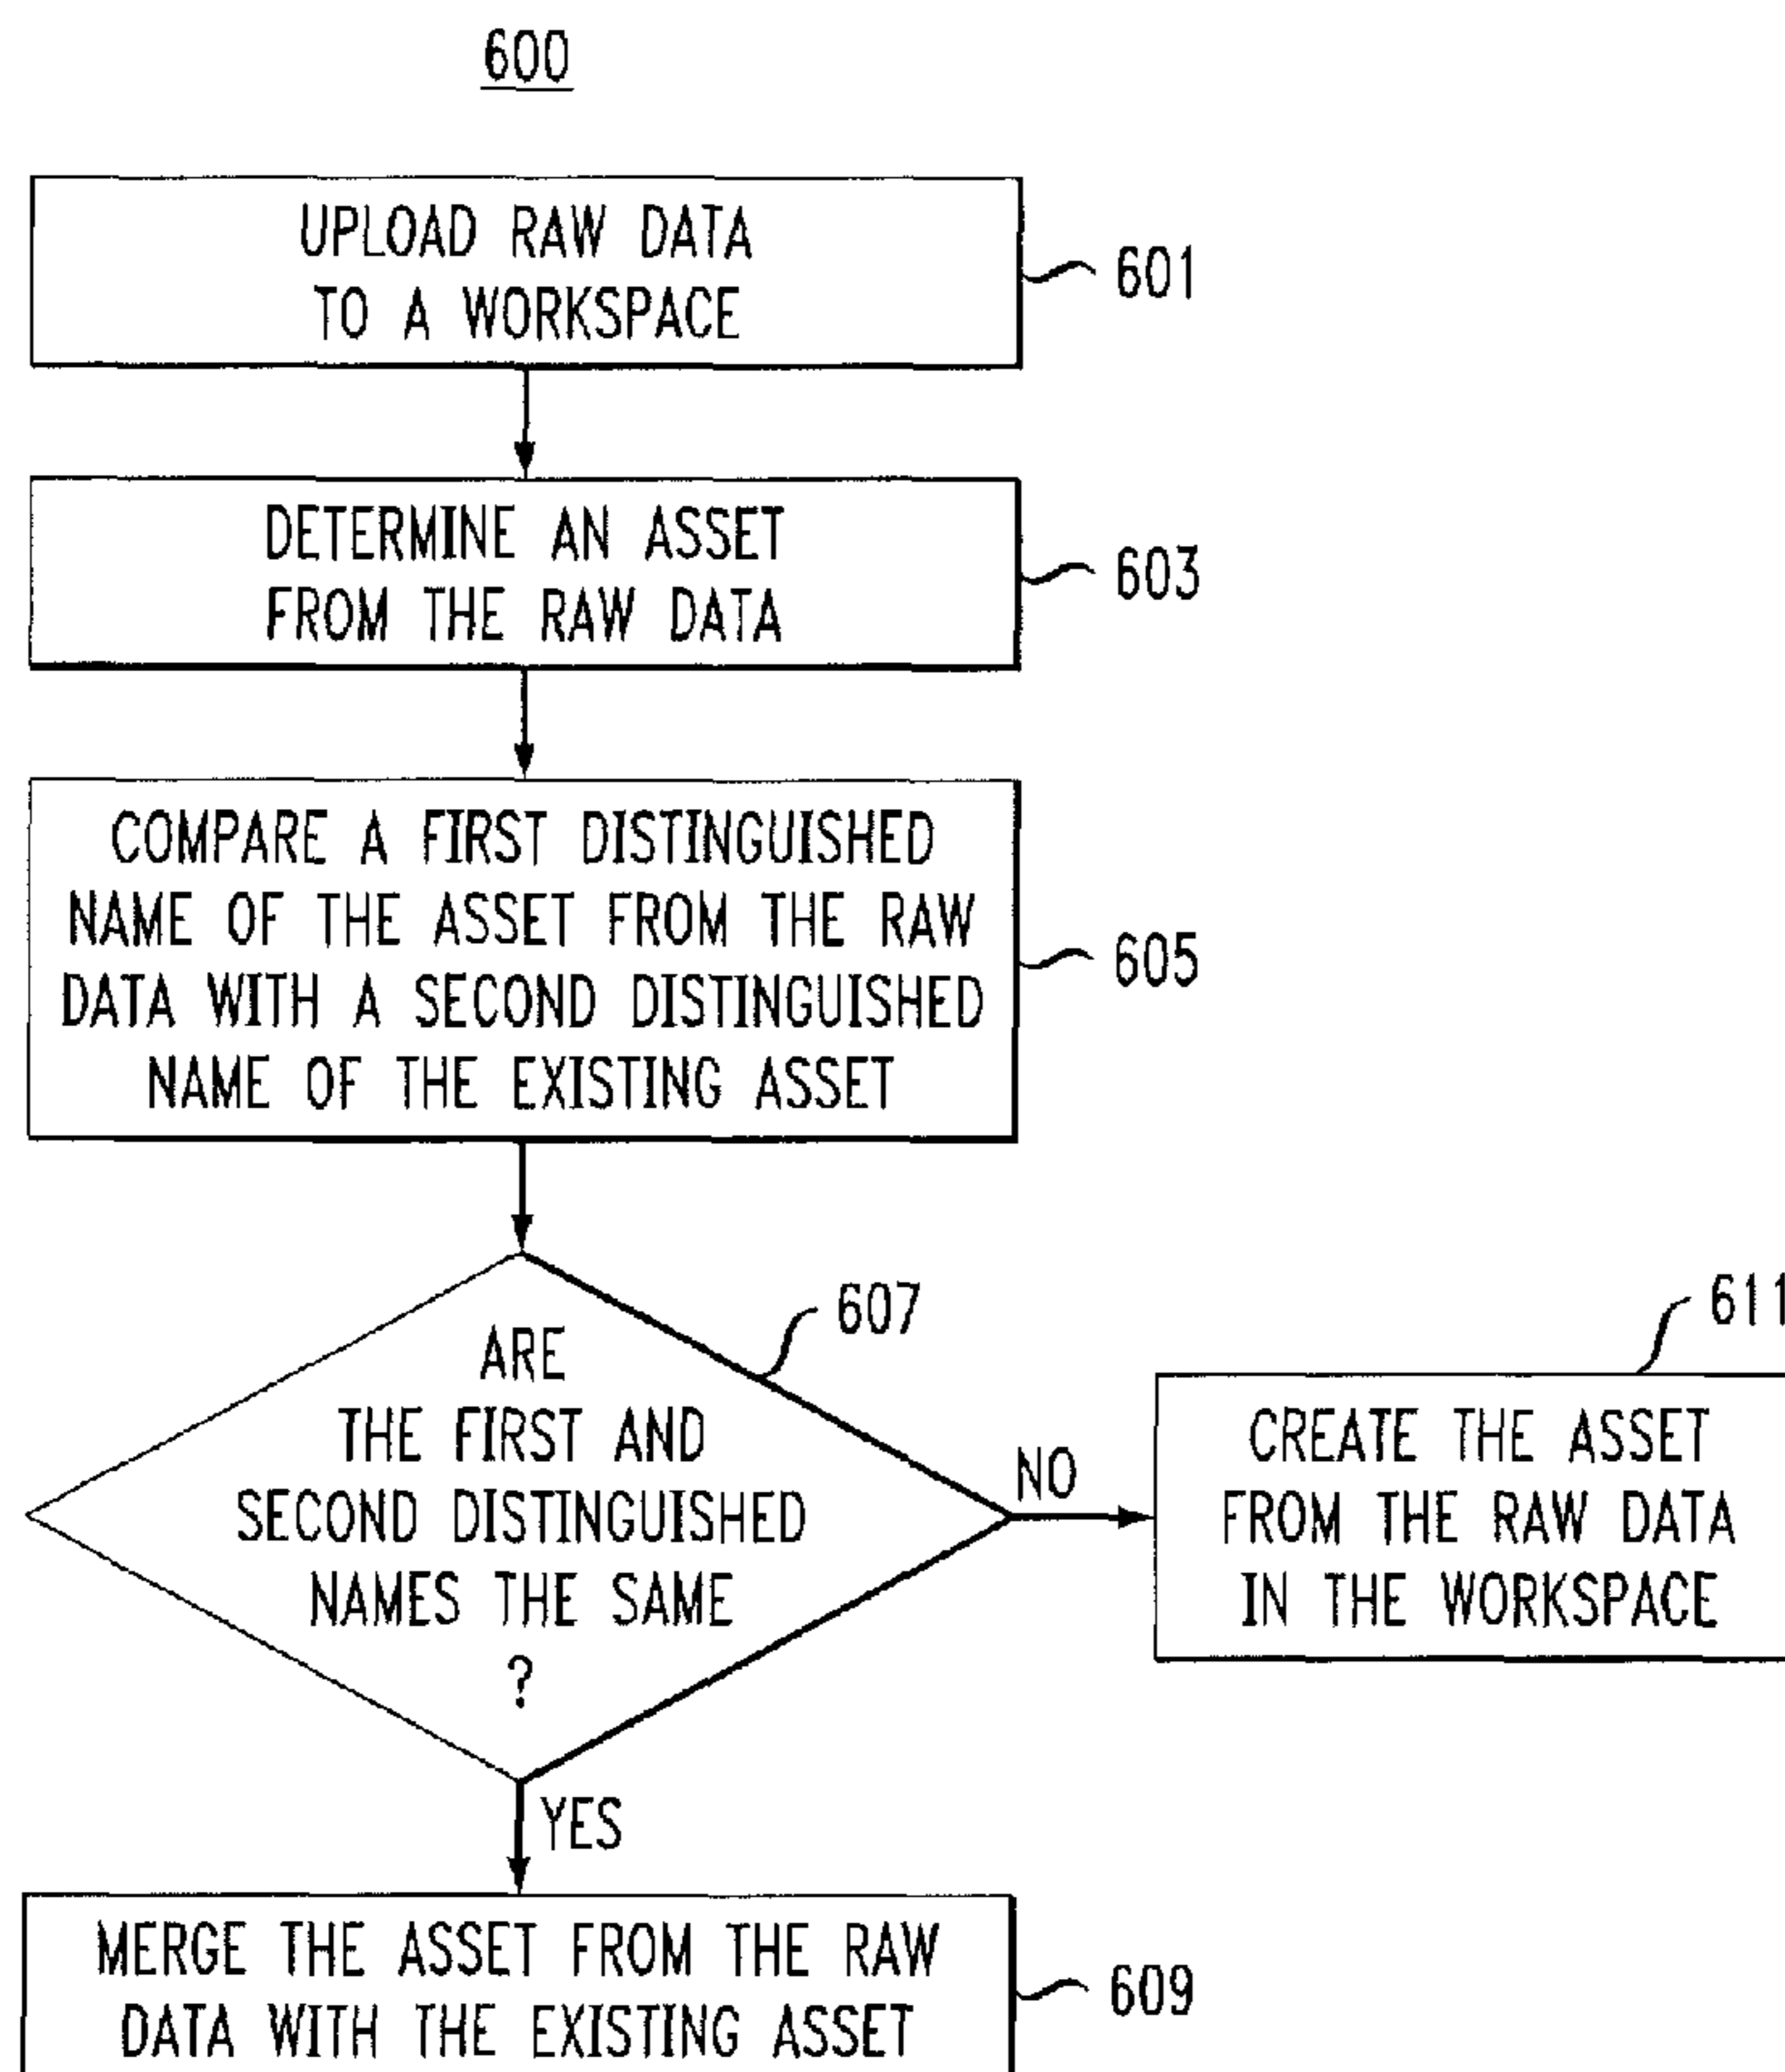 600
UPLOAD RAW DATA
TO A WORKSPACE
601
DETERMINE AN ASSET
FROM THE RAW DATA
603
COMPARE A FIRST DISTINGUISHED
NAME OF THE ASSET FROM THE RAW
DATA WITH A SECOND DISTINGUISHED
NAME OF THE EXISTING ASSET
605
607
ARE
THE FIRST AND
SECOND DISTINGUISHED
NAMES THE SAME
?
NO
611
CREATE THE ASSET
FROM THE RAW DATA
IN THE WORKSPACE
YES
MERGE THE ASSET FROM THE RAW
DATA WITH THE EXISTING ASSET
609